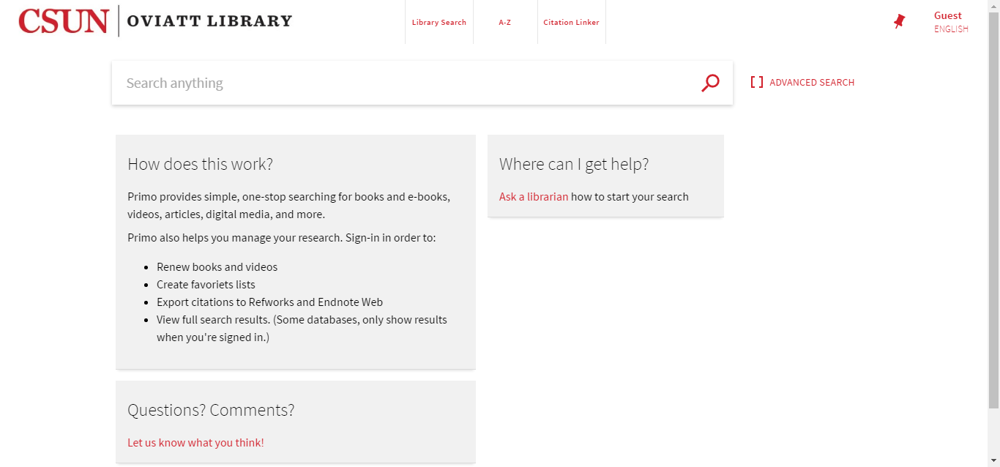 CSUN OVIATT LIBRARY
Library Search
A-Z
Citation Linker
Guest
ENGLISH
Search anything
ADVANCED SEARCH
How does this work?
Primo provides simple, one-stop searching for books and e-books,
videos, articles, digital media, and more.
Primo also helps you manage your research. Sign-in in order to:
Renew books and videos
Create favoriets lists
Export citations to Refworks and Endnote Web
View full search results. (Some databases, only show results
when you're signed in.)
Where can I get help?
Ask a librarian how to start your search
Questions? Comments?
Let us know what you think!